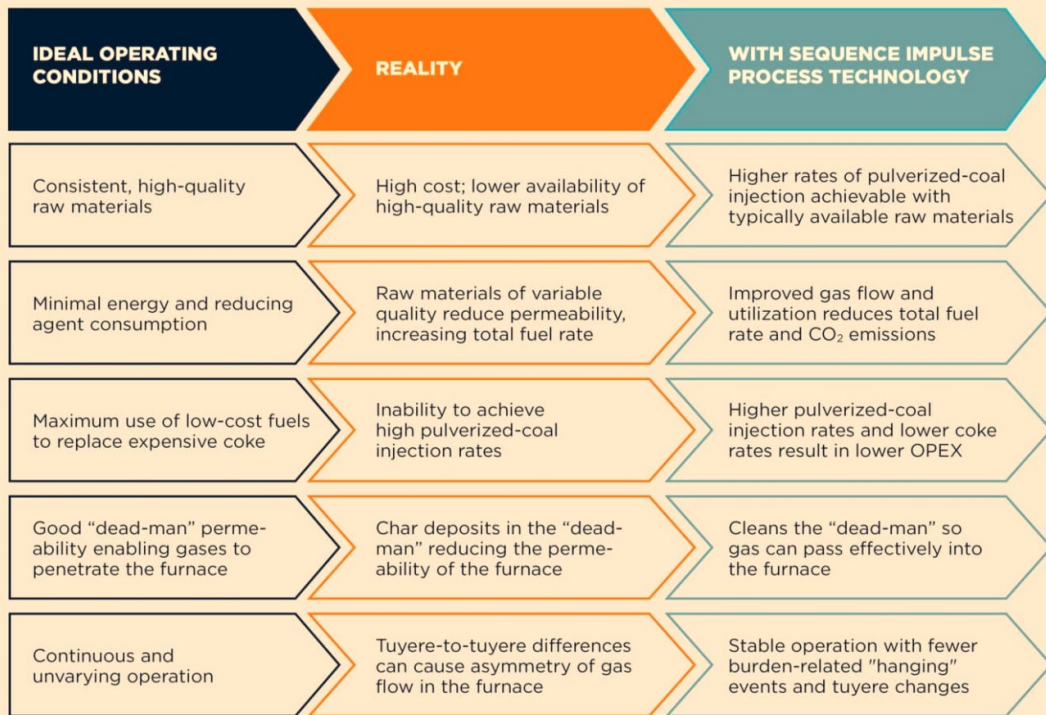 IDEAL OPERATING
CONDITIONS
REALITY
WITH SEQUENCE IMPULSE
PROCESS TECHNOLOGY
Consistent, high-quality
raw materials
High cost; lower availability of
high-quality raw materials
Higher rates of pulverized-coal
injection achievable with
typically available raw materials
Minimal energy and reducing
agent consumption
Raw materials of variable
quality reduce permeability,
increasing total fuel rate
Improved gas flow and
utilization reduces total fuel
rate and CO₂ emissions
Maximum use of low-cost fuels
to replace expensive coke
Inability to achieve
high pulverized-coal
injection rates
Higher pulverized-coal
injection rates and lower coke
rates result in lower OPEX
Good “dead-man” perme-
ability enabling gases to
penetrate the furnace
Char deposits in the “dead-
man” reducing the perme-
ability of the furnace
Cleans the “dead-man” so
gas can pass effectively into
the furnace
Continuous and
unvarying operation
Tuyere-to-tuyere differences
can cause asymmetry of gas
flow in the furnace
Stable operation with fewer
burden-related "hanging"
events and tuyere changes